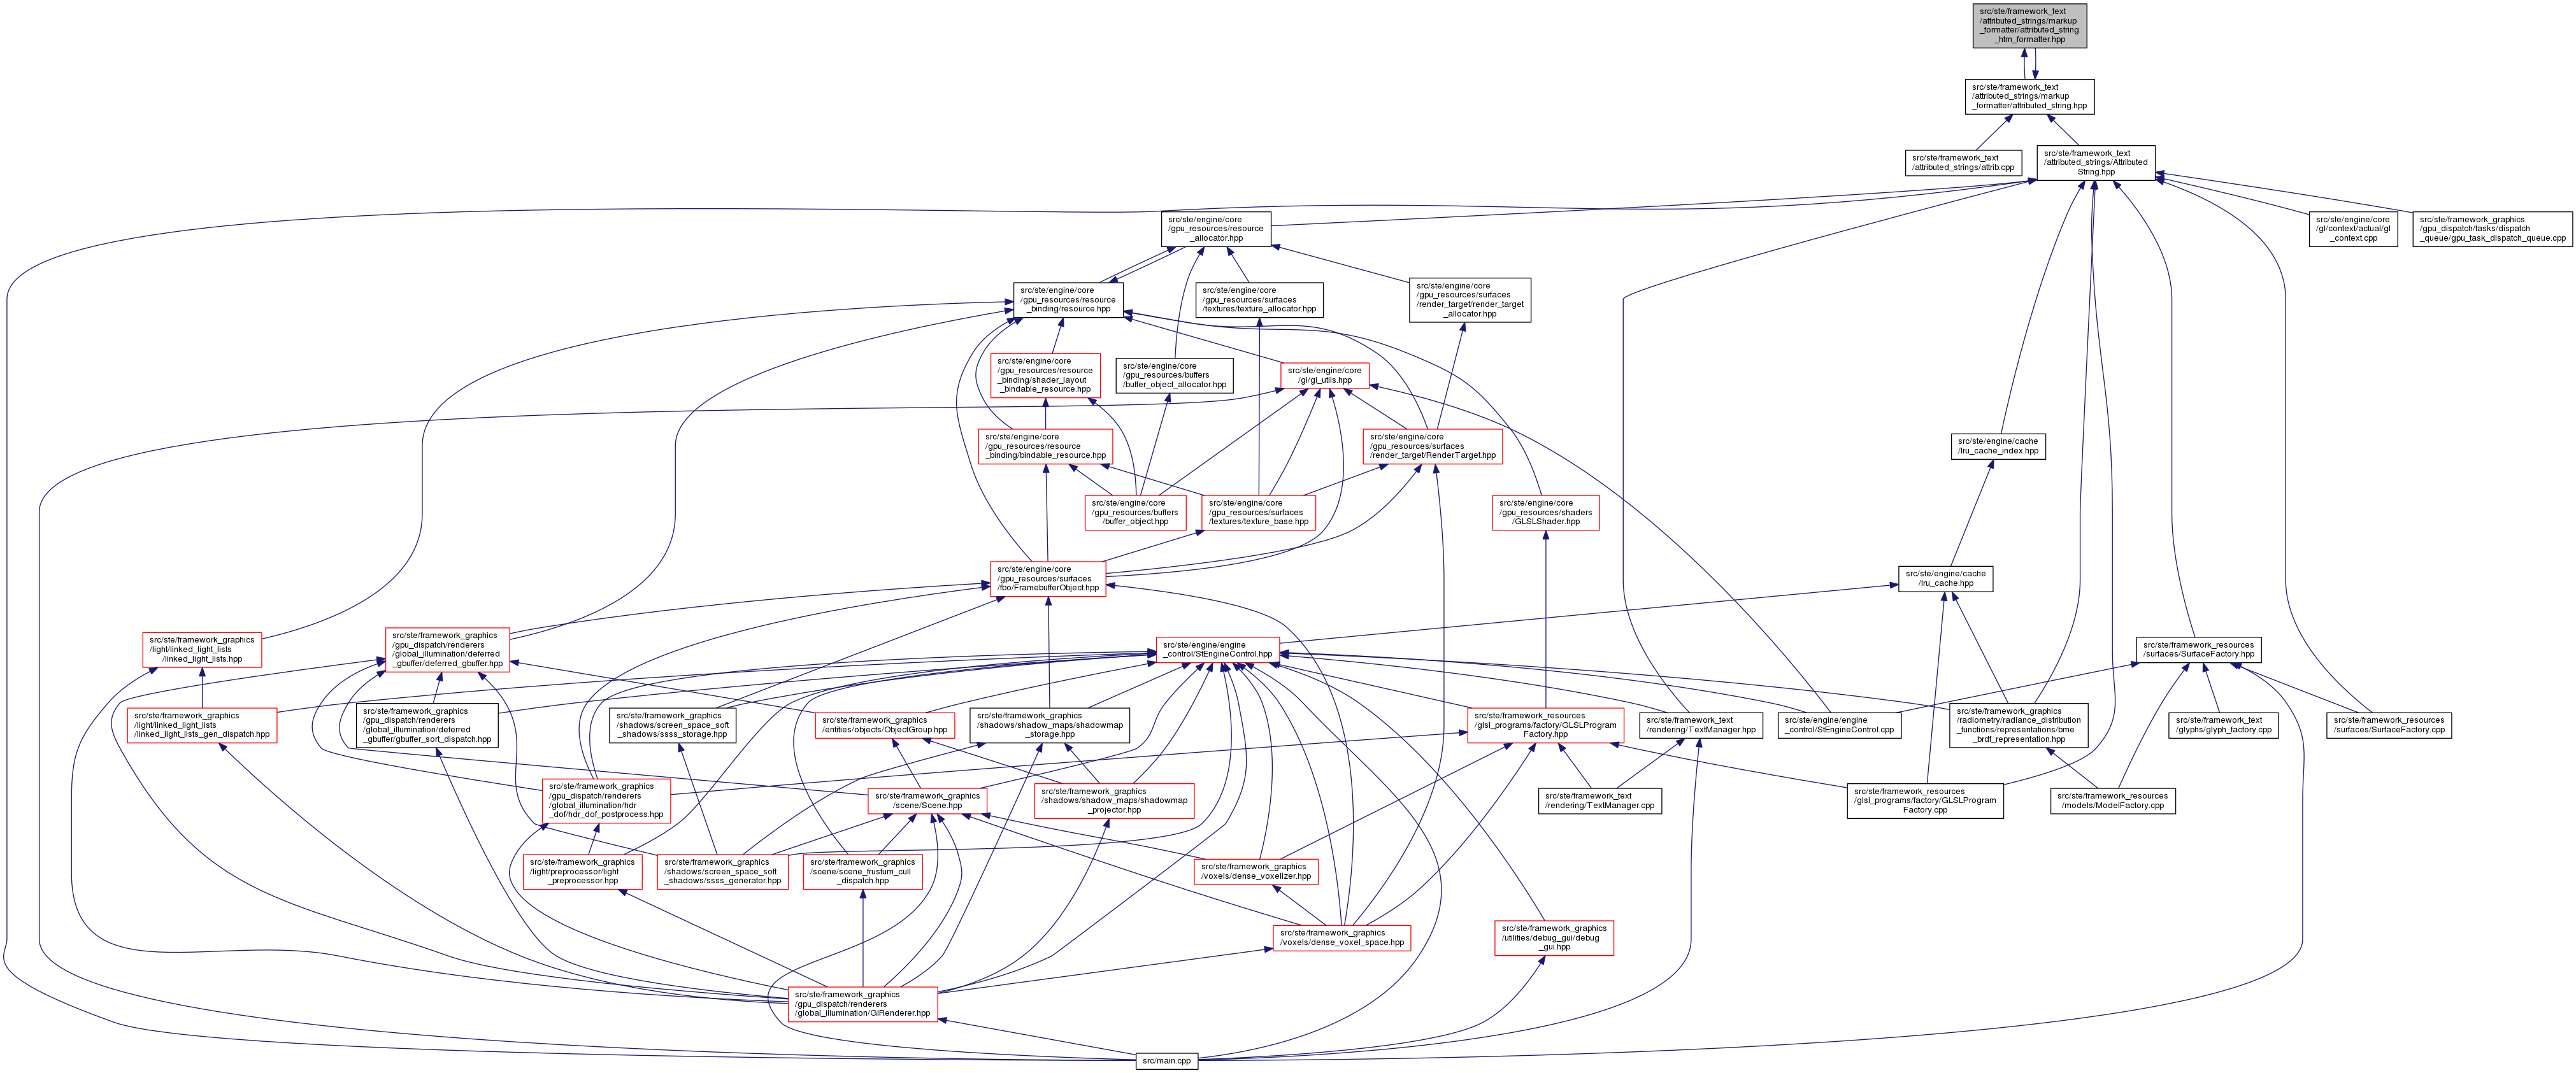 src/ste/framework_text
/attributed_strings/markup
_formatter/attributed_string
_htm_formatter.hpp
src/ste/framework_text
/attributed_strings/markup
_formatter/attributed_string.hpp
src/ste/framework_text
/attributed_strings/attrib.cpp
src/ste/framework_text
/attributed_strings/Attributed
String.hpp
src/ste/engine/core
/gpu_resources/resource
_allocator.hpp
src/ste/engine/core
/gl/context/actual/gl
_context.cpp
src/ste/framework_graphics
/gpu_dispatch/tasks/dispatch
_queue/gpu_task_dispatch_queue.cpp
src/ste/engine/core
/gpu_resources/resource
_binding/resource.hpp
src/ste/engine/core
/gpu_resources/surfaces
/textures/texture_allocator.hpp
src/ste/engine/core
/gpu_resources/surfaces
/render_target/render_target
_allocator.hpp
src/ste/engine/core
/gpu_resources/resource
_binding/shader_layout
_bindable_resource.hpp
src/ste/engine/core
/gpu_resources/buffers
/buffer_object_allocator.hpp
src/ste/engine/core
/gl/gl_utils.hpp
src/ste/engine/core
/gpu_resources/resource
_binding/bindable_resource.hpp
src/ste/engine/core
/gpu_resources/surfaces
/render_target/RenderTarget.hpp
src/ste/engine/cache
/lru_cache_index.hpp
src/ste/engine/core
/gpu_resources/buffers
/buffer_object.hpp
src/ste/engine/core
/gpu_resources/surfaces
/textures/texture_base.hpp
src/ste/engine/core
/gpu_resources/shaders
/GLSLShader.hpp
src/ste/engine/core
/gpu_resources/surfaces
/fbo/FramebufferObject.hpp
src/ste/engine/cache
/lru_cache.hpp
src/ste/framework_graphics
/light/linked_light_lists
/linked_light_lists.hpp
src/ste/framework_graphics
/gpu_dispatch/renderers
/global_illumination/deferred
_gbuffer/deferred_gbuffer.hpp
src/ste/engine/engine
_control/StEngineControl.hpp
src/ste/framework_resources
/surfaces/SurfaceFactory.hpp
src/ste/framework_graphics
/light/linked_light_lists
/linked_light_lists_gen_dispatch.hpp
src/ste/framework_graphics
/gpu_dispatch/renderers
/global_illumination/deferred
_gbuffer/gbuffer_sort_dispatch.hpp
src/ste/framework_graphics
/shadows/screen_space_soft
_shadows/ssss_storage.hpp
src/ste/framework_graphics
/entities/objects/ObjectGroup.hpp
src/ste/framework_graphics
/shadows/shadow_maps/shadowmap
_storage.hpp
src/ste/framework_resources
/glsl_programs/factory/GLSLProgram
Factory.hpp
src/ste/framework_text
/rendering/TextManager.hpp
src/ste/engine/engine
_control/StEngineControl.cpp
src/ste/framework_graphics
/radiometry/radiance_distribution
_functions/representations/bme
_brdf_representation.hpp
src/ste/framework_text
/glyphs/glyph_factory.cpp
src/ste/framework_resources
/surfaces/SurfaceFactory.cpp
src/ste/framework_graphics
/gpu_dispatch/renderers
/global_illumination/hdr
_dof/hdr_dof_postprocess.hpp
src/ste/framework_graphics
/scene/Scene.hpp
src/ste/framework_graphics
/shadows/shadow_maps/shadowmap
_projector.hpp
src/ste/framework_text
/rendering/TextManager.cpp
src/ste/framework_resources
/glsl_programs/factory/GLSLProgram
Factory.cpp
src/ste/framework_resources
/models/ModelFactory.cpp
src/ste/framework_graphics
/light/preprocessor/light
_preprocessor.hpp
src/ste/framework_graphics
/shadows/screen_space_soft
_shadows/ssss_generator.hpp
src/ste/framework_graphics
/scene/scene_frustum_cull
_dispatch.hpp
src/ste/framework_graphics
/voxels/dense_voxelizer.hpp
src/ste/framework_graphics
/voxels/dense_voxel_space.hpp
src/ste/framework_graphics
/utilities/debug_gui/debug
_gui.hpp
src/ste/framework_graphics
/gpu_dispatch/renderers
/global_illumination/GIRenderer.hpp
src/main.cpp